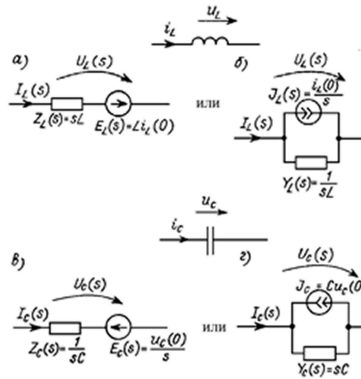 u_L
i_L
а)
б)
U_L(s)
I_L(s)
Z_L(s)=sL
E_L(s)=Li_L(0)
или
U_L(s)
J_L(s)=i_L(0)/s
I_L(s)
Y_L(s)=1/sL
u_C
i_C
в)
г)
U_C(s)
I_C(s)
Z_C(s)=1/sC
E_C(s)=u_C(0)/s
или
U_C(s)
J_C=Cu_C(0
I_C(s)
Y_C(s)=sC